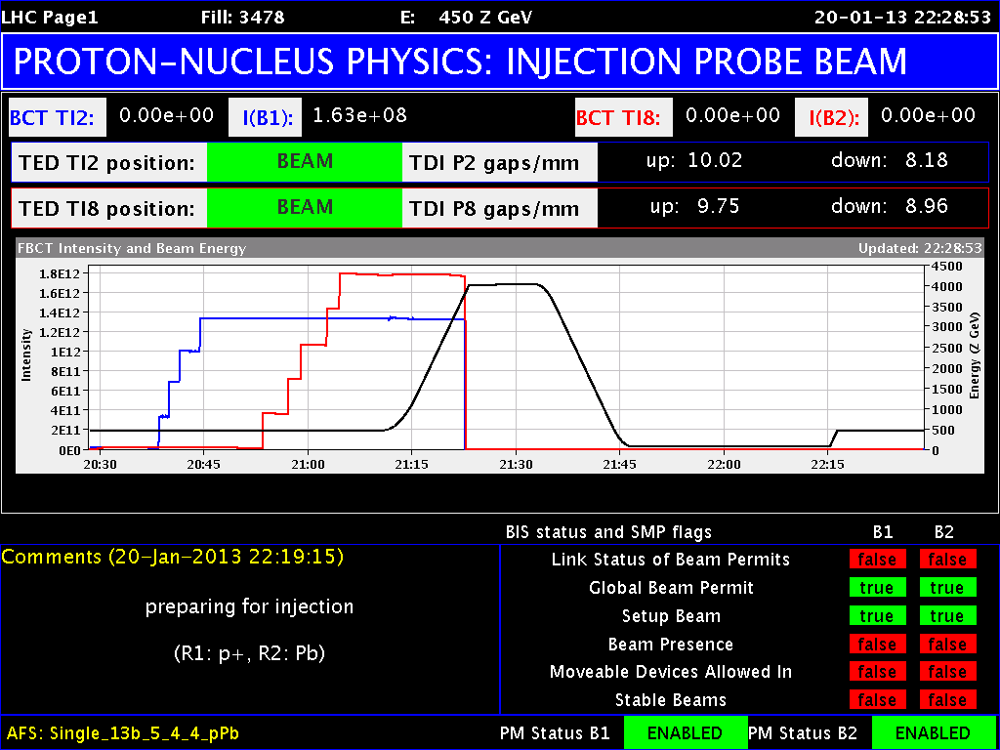 LHC Page1 Fill: 3478 E: 450 Z GeV 20-01-13 22:28:53
PROTON-NUCLEUS PHYSICS: INJECTION PROBE BEAM
BCT TI2: 0.00e+00 I(B1): 1.63e+08 BCT TI8: 0.00e+00 I(B2): 0.00e+00
TED TI2 position: BEAM TDI P2 gaps/mm up: 10.02 down: 8.18
TED TI8 position: BEAM TDI P8 gaps/mm up: 9.75 down: 8.96
FBCT Intensity and Beam Energy Updated: 22:28:53
Intensity
1.8E12
1.6E12
1.4E12
1.2E12
1E12
8E11
6E11
4E11
2E11
0E0
4500
4000
3500
3000
2500
2000
1500
1000
500
0
Energy (Z GeV)
20:30 20:45 21:00 21:15 21:30 21:45 22:00 22:15
Comments (20-Jan-2013 22:19:15)
preparing for injection
(R1: p+, R2: Pb)
BIS status and SMP flags B1 B2
Link Status of Beam Permits false false
Global Beam Permit true true
Setup Beam true true
Beam Presence false false
Moveable Devices Allowed In false false
Stable Beams false false
AFS: Single_13b_5_4_4_pPb PM Status B1 ENABLED PM Status B2 ENABLED